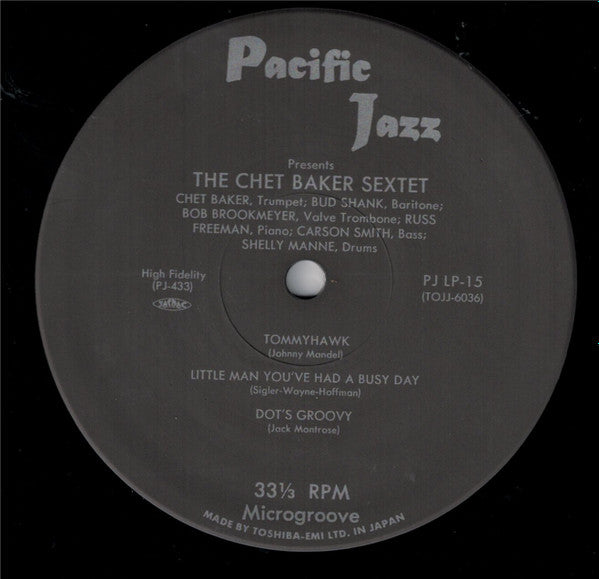 Pacific
Jazz
Presents
THE CHET BAKER SEXTET
CHET BAKER, Trumpet; BUD SHANK, Baritone;
BOB BROOKMEYER, Valve Trombone; RUSS
FREEMAN, Piano; CARSON SMITH, Bass;
SHELLY MANNE, Drums
High Fidelity
(PJ-433)
PJ LP-15
(TOJJ-6036)
TOMMYHAWK
(Johnny Mandel)
LITTLE MAN YOU'VE HAD A BUSY DAY
(Sigler-Wayne-Hoffman)
DOT'S GROOVY
(Jack Montrose)
33⅓ RPM
Microgroove
MADE BY TOSHIBA-EMI LTD. IN JAPAN